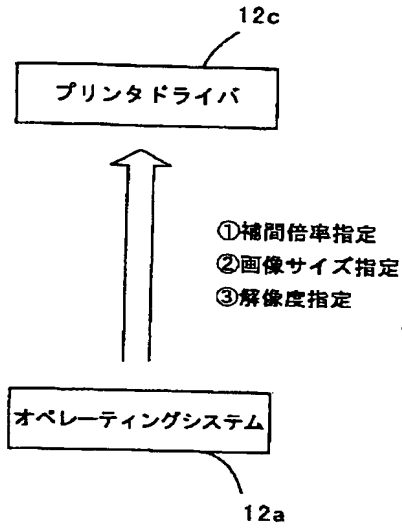 12c
プリンタドライバ
①補間倍率指定
②画像サイズ指定
③解像度指定
オペレーティングシステム
12a